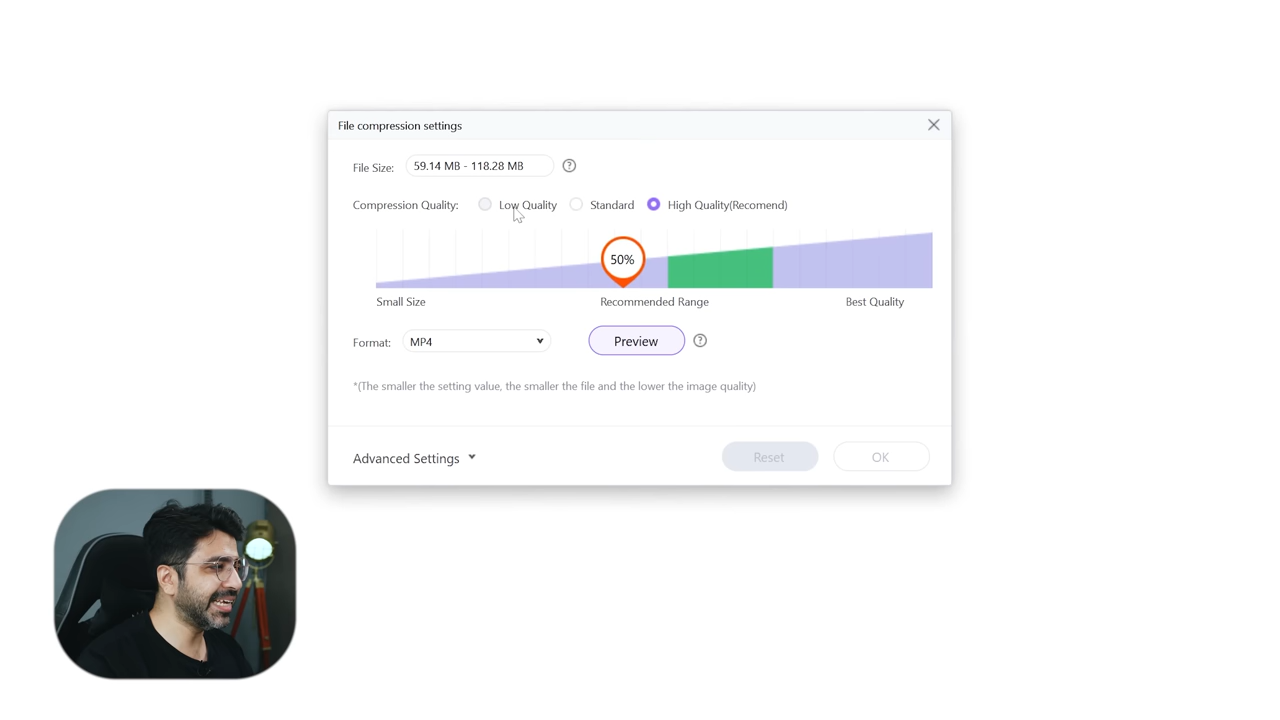 File compression settings
File Size: 59.14 MB - 118.28 MB ?
Compression Quality: Low Quality Standard High Quality(Recomend)
50%
Small Size Recommended Range Best Quality
Format: MP4 Preview ?
*(The smaller the setting value, the smaller the file and the lower the image quality)
Advanced Settings Reset OK